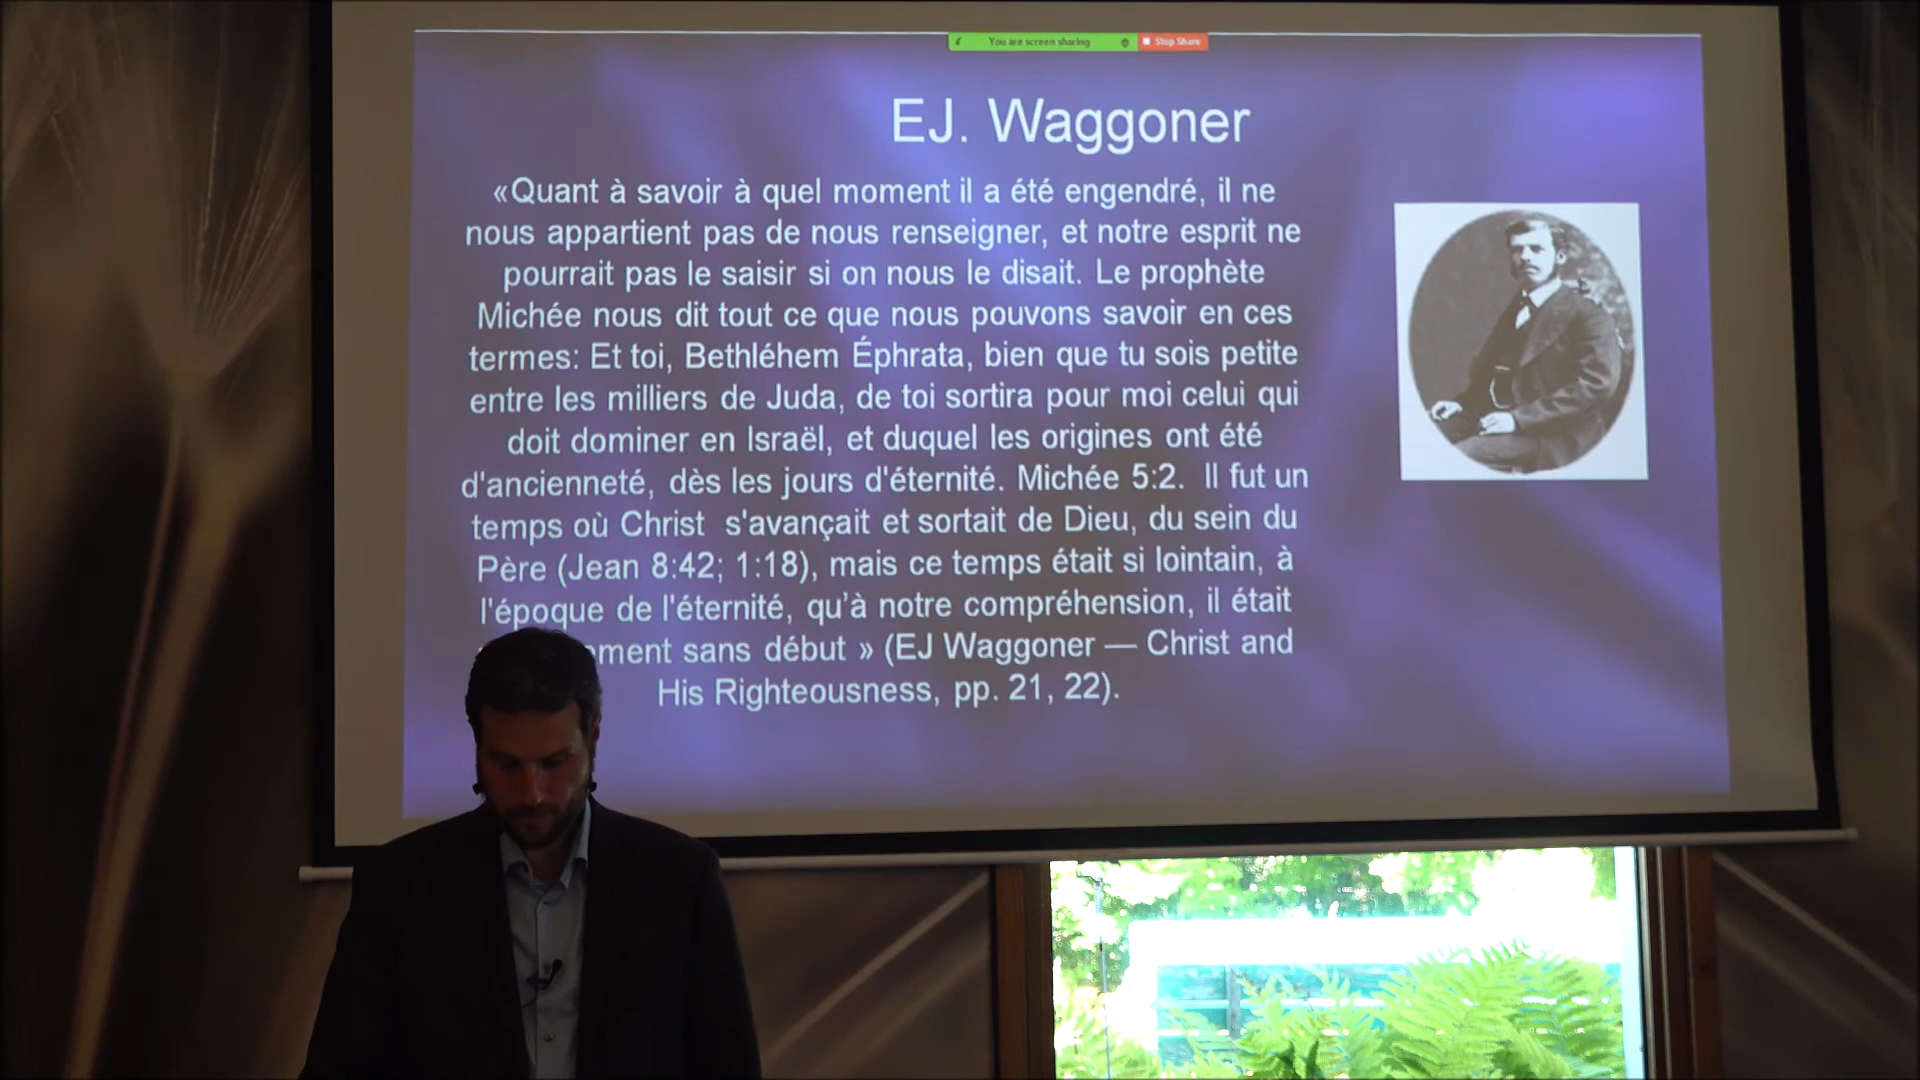 You are screen sharing
Stop Share
EJ. Waggoner
«Quant à savoir à quel moment il a été engendré, il ne
nous appartient pas de nous renseigner, et notre esprit ne
pourrait pas le saisir si on nous le disait. Le prophète
Michée nous dit tout ce que nous pouvons savoir en ces
termes: Et toi, Bethléhem Éphrata, bien que tu sois petite
entre les milliers de Juda, de toi sortira pour moi celui qui
doit dominer en Israël, et duquel les origines ont été
d'ancienneté, dès les jours d'éternité. Michée 5:2. Il fut un
temps où Christ s'avançait et sortait de Dieu, du sein du
Père (Jean 8:42; 1:18), mais ce temps était si lointain, à
l'époque de l'éternité, qu’à notre compréhension, il était
sans début » (EJ Waggoner — Christ and
His Righteousness, pp. 21, 22).